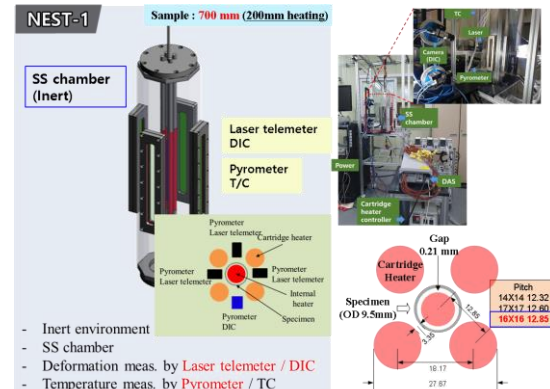 NEST-1
Sample : 700 mm (200mm heating)
SS chamber
(Inert)
Laser telemeter
DIC
Pyrometer
T/C
Pyrometer
Laser telemeter
Cartridge heater
Pyrometer
Laser telemeter
Pyrometer
Laser telemeter
Internal
heater
Pyrometer
DIC
Specimen
- Inert environment
- SS chamber
- Deformation meas. by Laser telemeter / DIC
- Temperature meas. by Pyrometer / TC
TC
Laser
Camera
(DIC)
Pyrometer
SS
chamber
Power
DAS
Cartridge
heater
controller
Gap
0.21 mm
Cartridge
Heater
Specimen
(OD 9.5mm)
Pitch
14X14 12.32
17X17 12.60
16X16 12.85
12.85
3.35
18.17
27.67